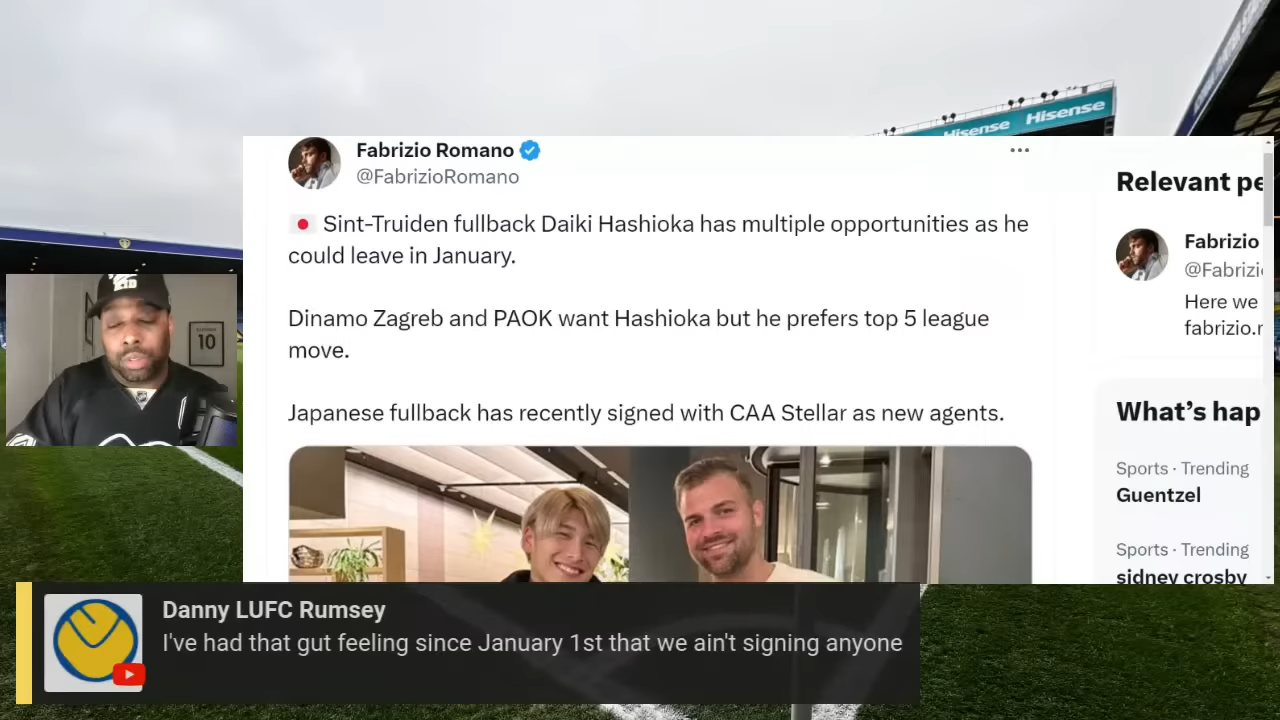 Hisense Hisense
Fabrizio Romano
@FabrizioRomano
Sint-Truiden fullback Daiki Hashioka has multiple opportunities as he
could leave in January.
Dinamo Zagreb and PAOK want Hashioka but he prefers top 5 league
move.
Japanese fullback has recently signed with CAA Stellar as new agents.
Relevant pe
Fabrizio
@Fabrizi
Here we
fabrizio.r
What’s hap
Sports · Trending
Guentzel
Sports · Trending
sidney crosby
10
Danny LUFC Rumsey
I've had that gut feeling since January 1st that we ain't signing anyone